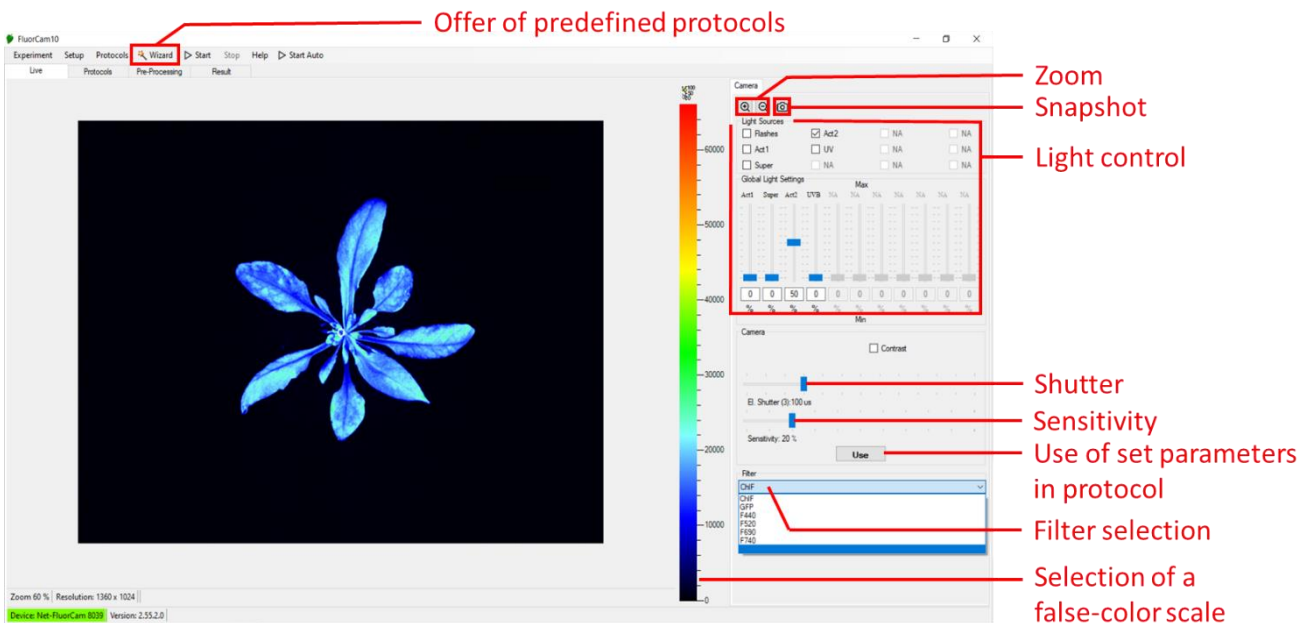 Offer of predefined protocols
FluorCam10
Experiment Setup Protocols Wizard Start Stop Help Start Auto
Live Protocols Pre-Processing Result
Camera
Zoom
Snapshot
Light Sources
Flashes Act2 NA NA
Act1 UV NA NA
Super NA NA NA
Light control
Global Light Settings
Max
Act1 Super Act2 UVB NA NA NA NA NA NA NA
0 0 50 0 0 0 0 0 0 0 0
% % % % % % % % % % %
Min
60000
50000
40000
30000
20000
10000
0
Camera
Contrast
Shutter
El. Shutter (3):100 us
Sensitivity
Sensitivity: 20 %
Use
Use of set parameters
in protocol
Filter
ChlF
ChlF
GFP
F440
F520
F690
F740
Filter selection
Selection of a
false-color scale
Zoom 60 % Resolution: 1360 x 1024
Device: Net-FluorCam 8039 Version: 2.55.2.0